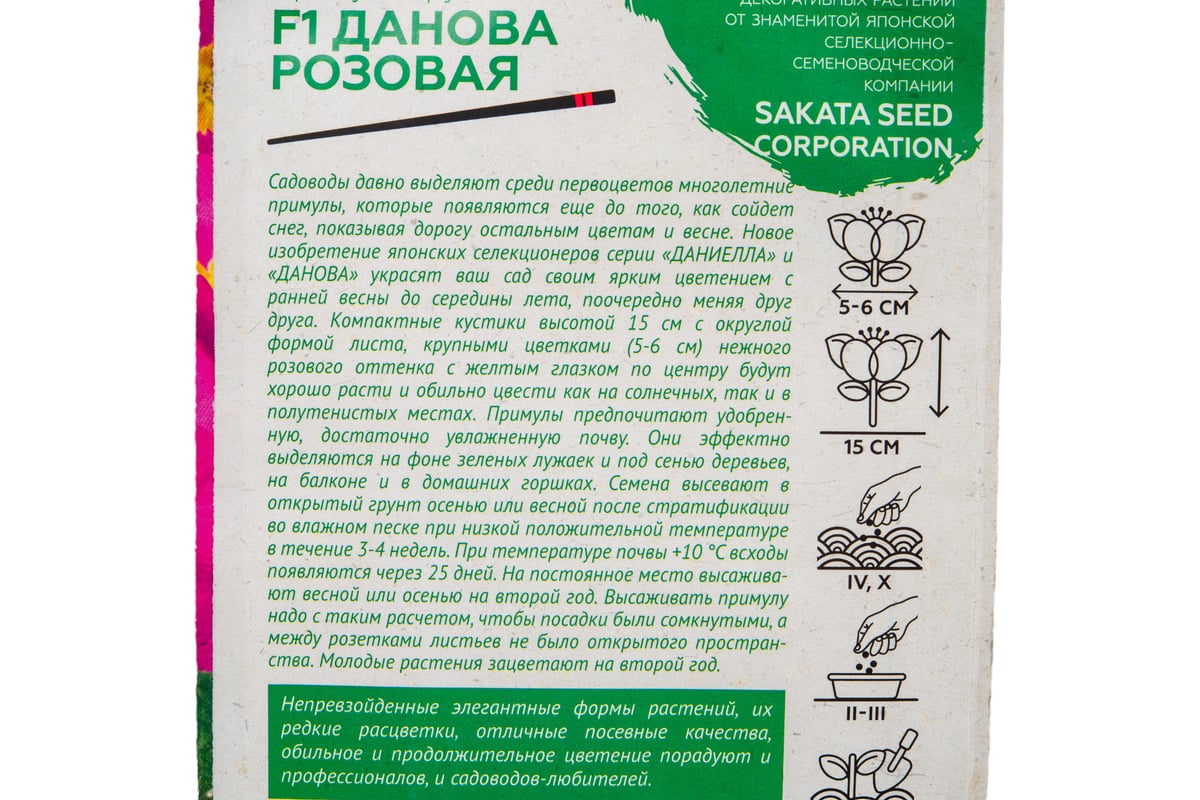 F1 ДАНОВА
РОЗОВАЯ
ДЕКОРАТИВНЫХ РАСТЕНИЙ
ОТ ЗНАМЕНИТОЙ ЯПОНСКОЙ
СЕЛЕКЦИОННО-
СЕМЕНОВОДЧЕСКОЙ
КОМПАНИИ
SAKATA SEED
CORPORATION
Садоводы давно выделяют среди первоцветов многолетние
примулы, которые появляются еще до того, как сойдет
снег, показывая дорогу остальным цветам и весне. Новое
изобретение японских селекционеров серии «ДАНИЕЛЛА» и
«ДАНОВА» украсят ваш сад своим ярким цветением с
ранней весны до середины лета, поочередно меняя друг
друга. Компактные кустики высотой 15 см с округлой
формой листа, крупными цветками (5-6 см) нежного
розового оттенка с желтым глазком по центру будут
хорошо расти и обильно цвести как на солнечных, так и в
полутенистых местах. Примулы предпочитают удобрен-
ную, достаточно увлажненную почву. Они эффектно
выделяются на фоне зеленых лужаек и под сенью деревьев,
на балконе и в домашних горшках. Семена высевают в
открытый грунт осенью или весной после стратификации
во влажном песке при низкой положительной температуре
в течение 3-4 недель. При температуре почвы +10 °С всходы
появляются через 25 дней. На постоянное место высажива-
ют весной или осенью на второй год. Высаживать примулу
надо с таким расчетом, чтобы посадки были сомкнутыми, а
между розетками листьев не было открытого простран-
ства. Молодые растения зацветают на второй год.
Непревзойденные элегантные формы растений, их
редкие расцветки, отличные посевные качества,
обильное и продолжительное цветение порадуют и
профессионалов, и садоводов-любителей.
5-6 СМ
15 СМ
IV, X
II-III